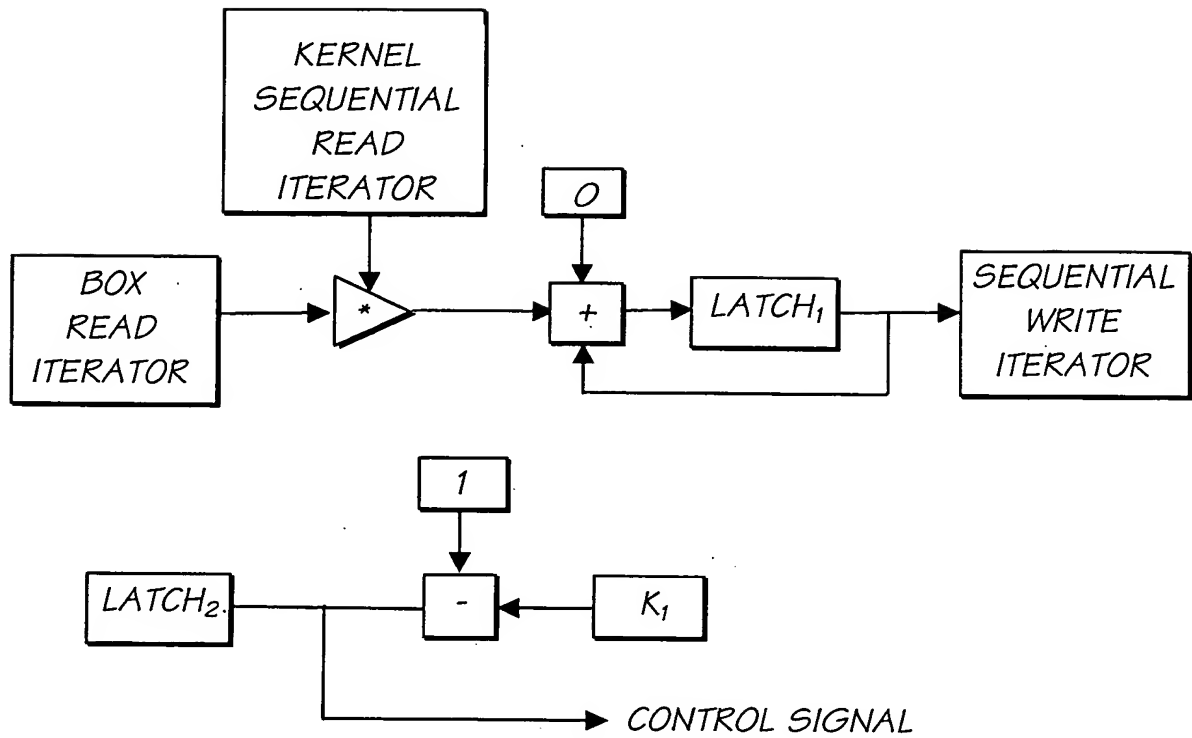 KERNEL
SEQUENTIAL
READ
ITERATOR
0
BOX
READ
ITERATOR
*
+
LATCH₁
SEQUENTIAL
WRITE
ITERATOR
1
LATCH₂
-
K₁
CONTROL SIGNAL